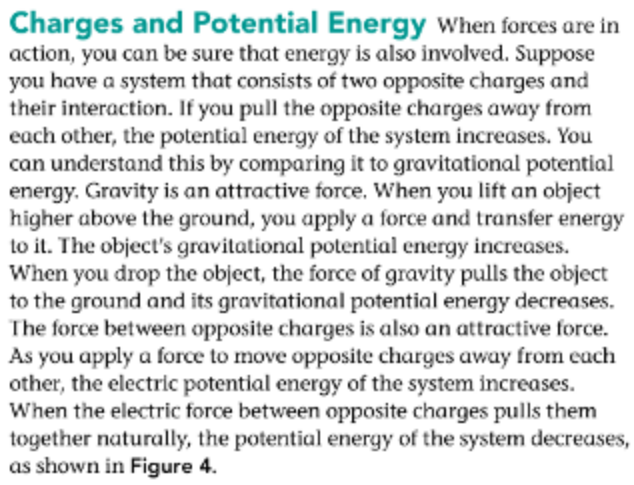 Charges and Potential Energy When forces are in
action, you can be sure that energy is also involved. Suppose
you have a system that consists of two opposite charges and
their interaction. If you pull the opposite charges away from
each other, the potential energy of the system increases. You
can understand this by comparing it to gravitational potential
energy. Gravity is an attractive force. When you lift an object
higher above the ground, you apply a force and transfer energy
to it. The object's gravitational potential energy increases.
When you drop the object, the force of gravity pulls the object
to the ground and its gravitational potential energy decreases.
The force between opposite charges is also an attractive force.
As you apply a force to move opposite charges away from each
other, the electric potential energy of the system increases.
When the electric force between opposite charges pulls them
together naturally, the potential energy of the system decreases,
as shown in Figure 4.